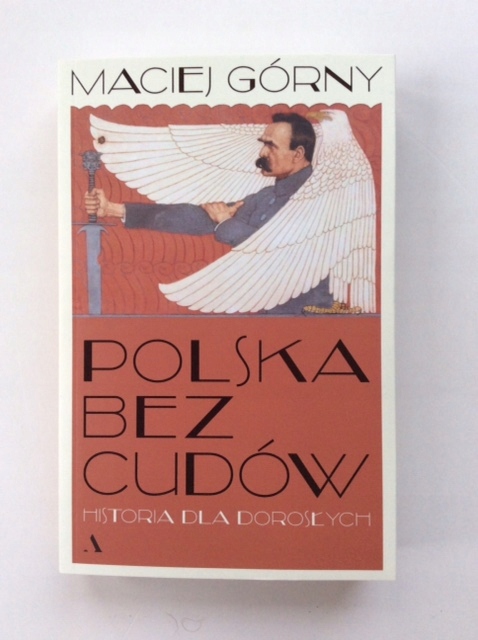 MACIEJ GÓRNY
POLSKA
BEZ
CUDÓW
HISTORIA DLA DOROSŁYCH
A